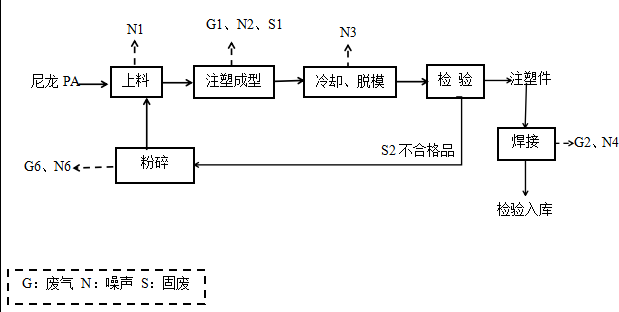 N1
G1、N2、S1
N3
尼龙 PA
上料
注塑成型
冷却、脱模
检 验
注塑件
焊接
G2、N4
S2 不合格品
粉碎
G6、N6
检验入库
G：废气 N：噪声 S：固废